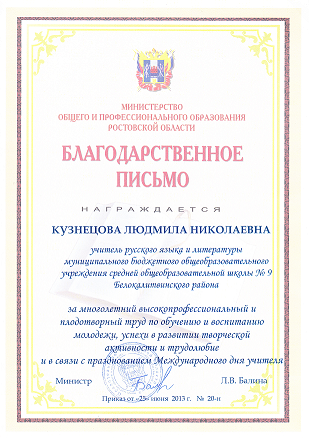 МИНИСТЕРСТВО
ОБЩЕГО И ПРОФЕССИОНАЛЬНОГО ОБРАЗОВАНИЯ
РОСТОВСКОЙ ОБЛАСТИ
БЛАГОДАРСТВЕННОЕ
ПИСЬМО
НАГРАЖДАЕТСЯ
КУЗНЕЦОВА ЛЮДМИЛА НИКОЛАЕВНА
учитель русского языка и литературы
муниципального бюджетного общеобразовательного
учреждения средней общеобразовательной школы № 9
Белокалитвинского района
за многолетний высокопрофессиональный и
плодотворный труд по обучению и воспитанию
молодежи, успехи в развитии творческой
активности и трудолюбие
и в связи с празднованием Международного дня учителя
Министр Л.В. Балина
Приказ от «25» июня 2013 г. № 20-н